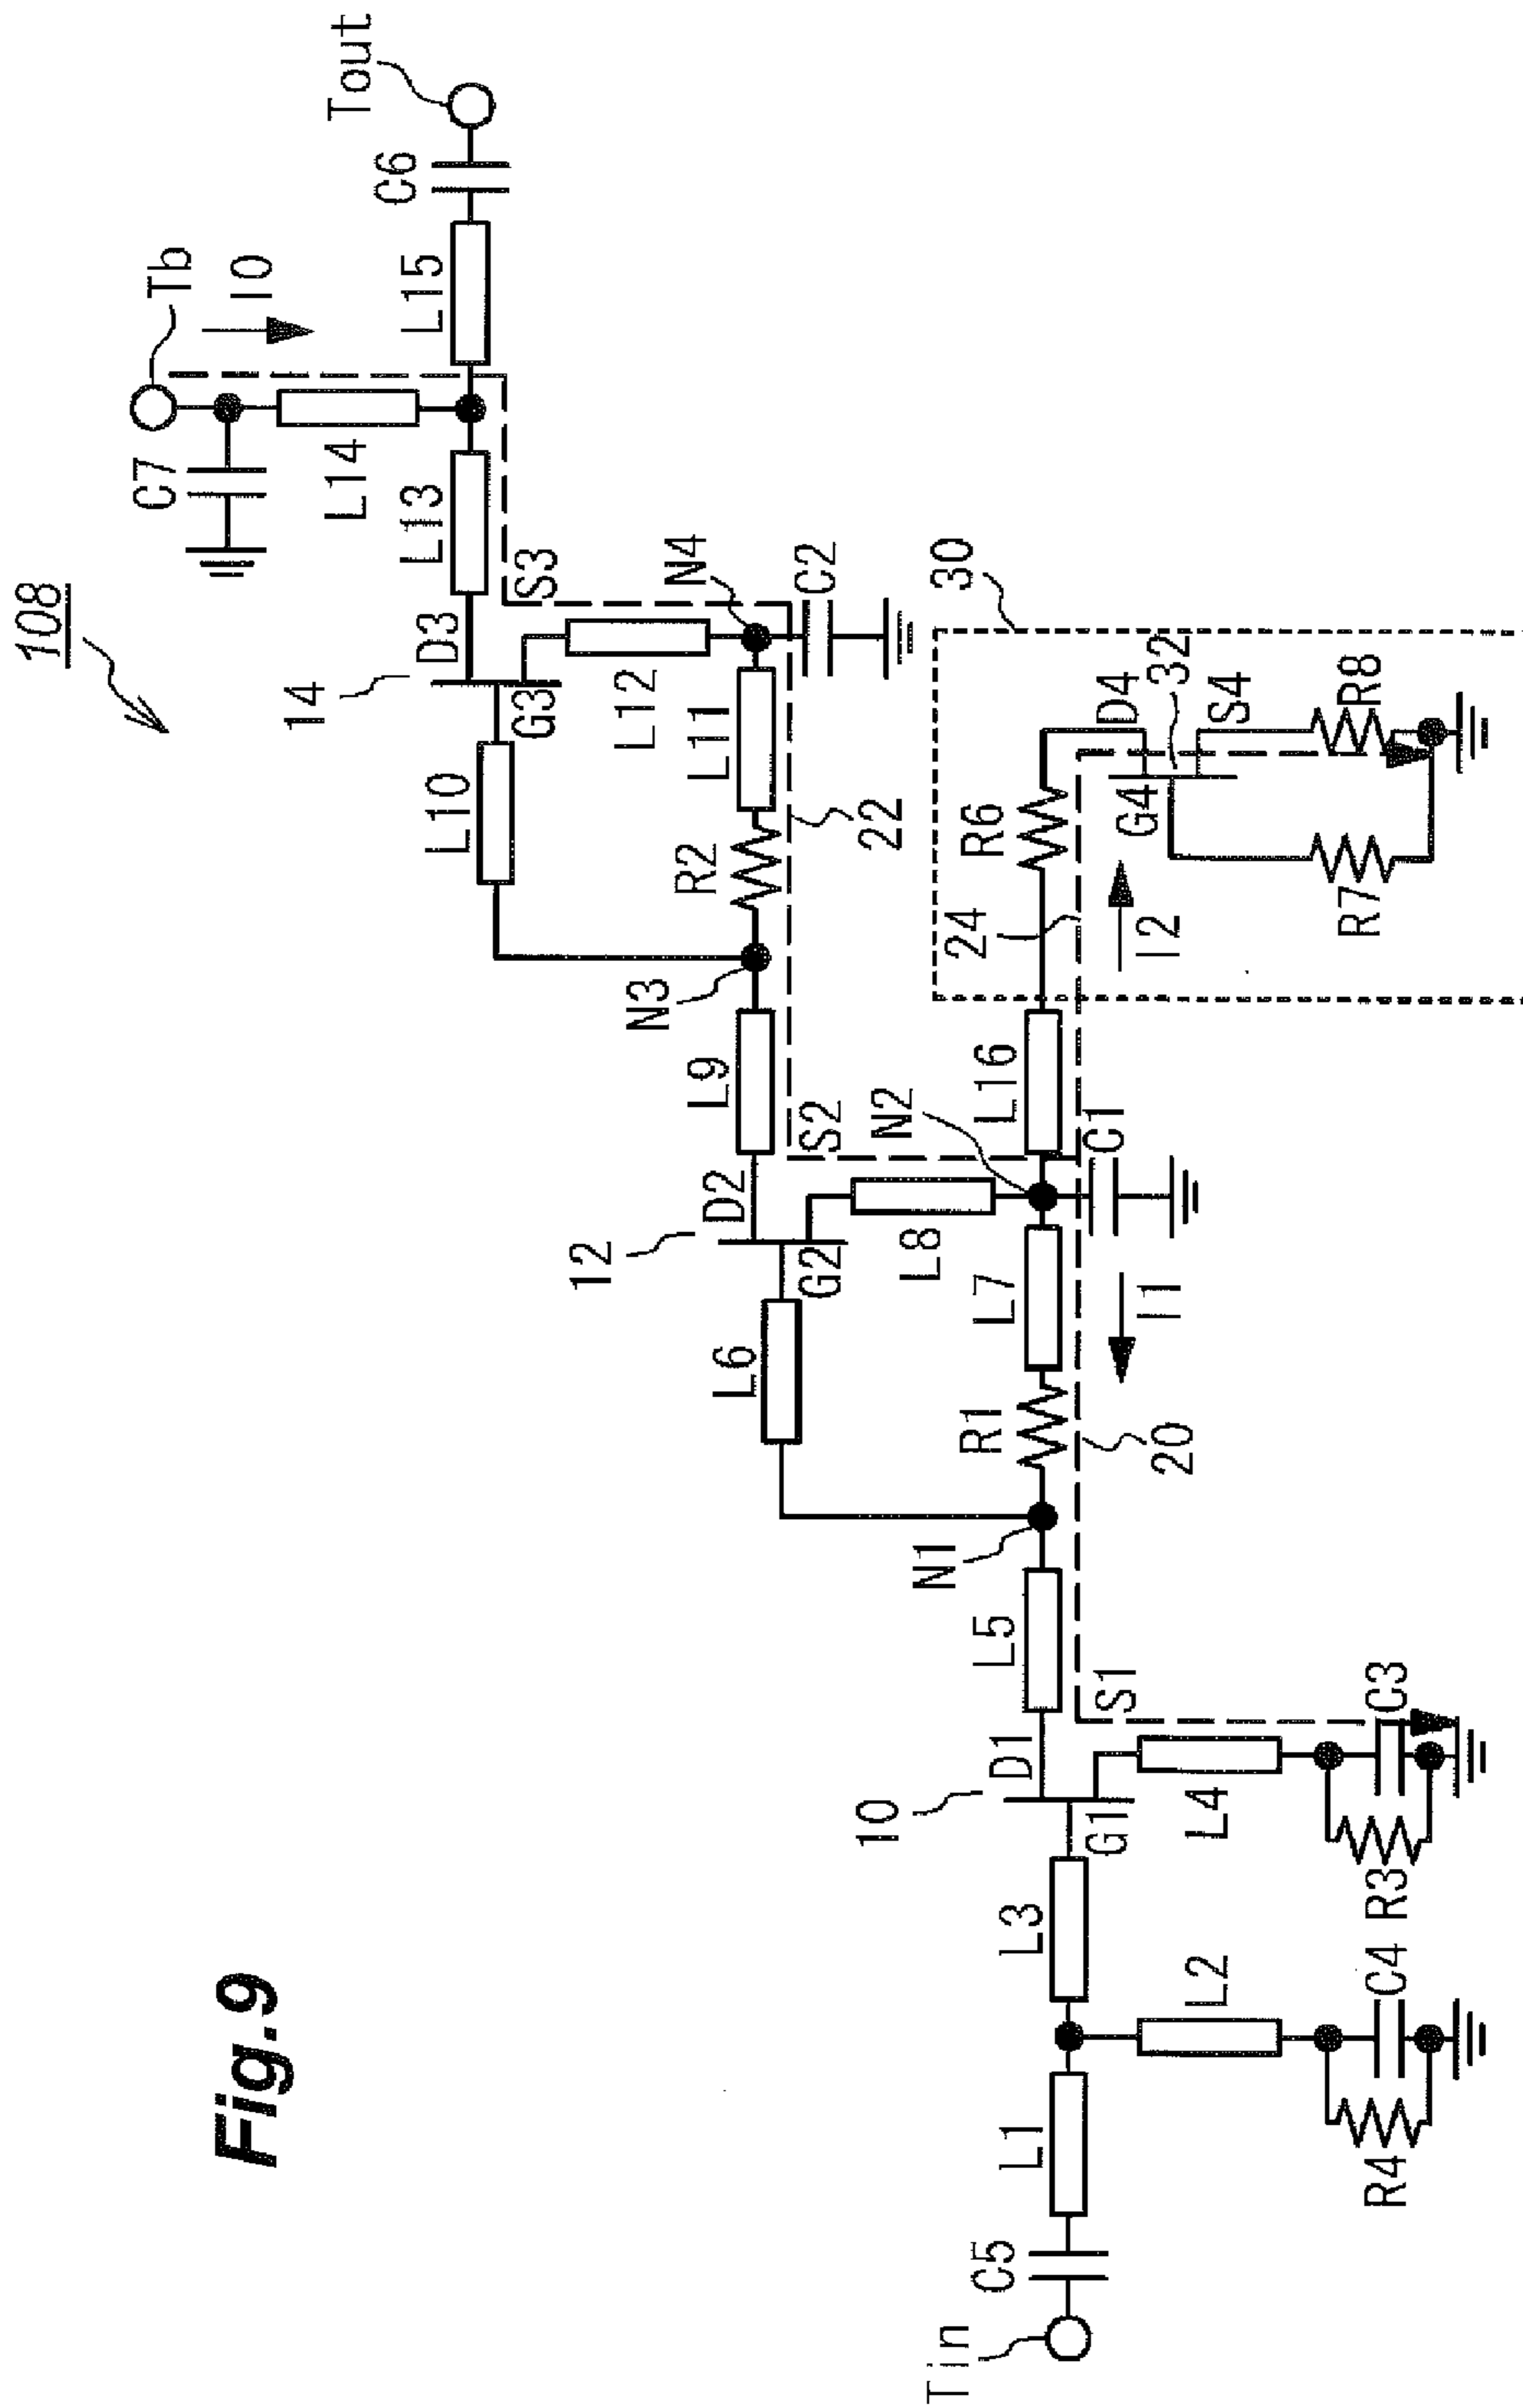 Fig.9
108
Tb
I0
Tout
C7
L14
L15
C6
L13
D3
14
S3
G3
L10
L12
N4
C2
R2
L11
22
N3
L9
D2
12
S2
G2
L6
L8
N2
L16
C1
24
I2
30
R6
D4
32
G4
S4
R7
R8
L7
R1
I1
20
N1
L5
D1
10
S1
G1
L3
L4
C3
R3
L2
C4
R4
L1
C5
Tin